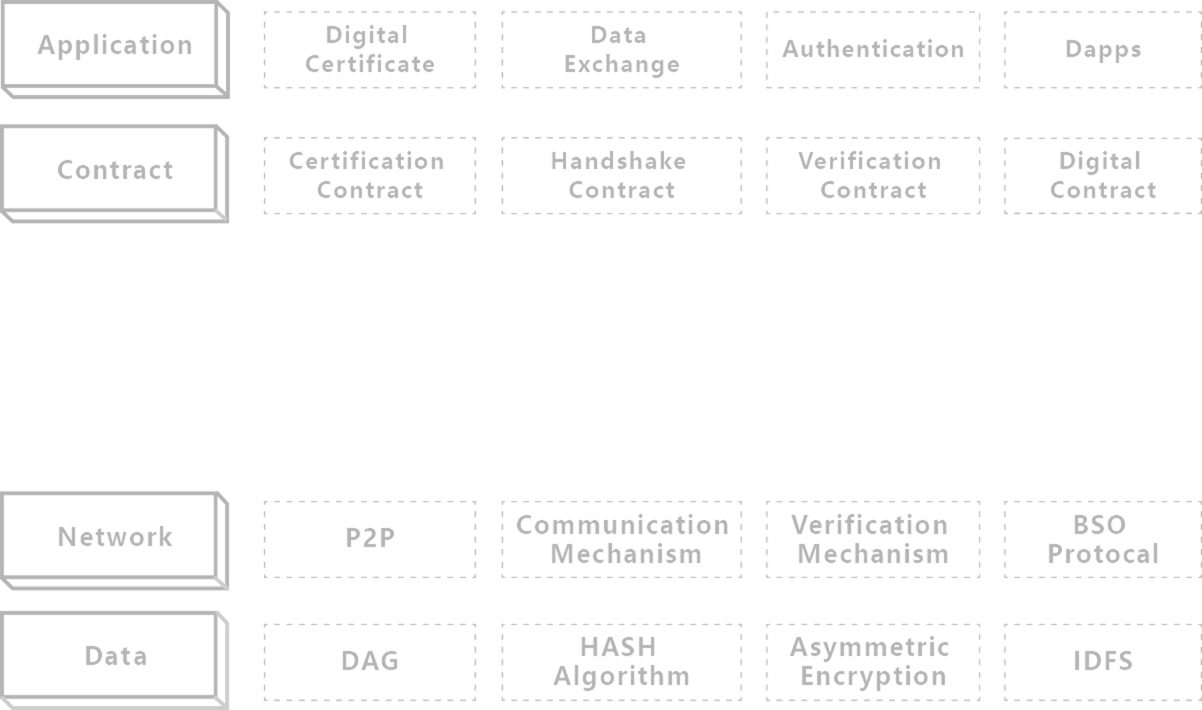 Application
Digital
Certificate
Data
Exchange
Authentication
Dapps
Contract
Certification
Contract
Handshake
Contract
Verification
Contract
Digital
Contract
Network
P2P
Communication
Mechanism
Verification
Mechanism
BSO
Protocal
Data
DAG
HASH
Algorithm
Asymmetric
Encryption
IDFS